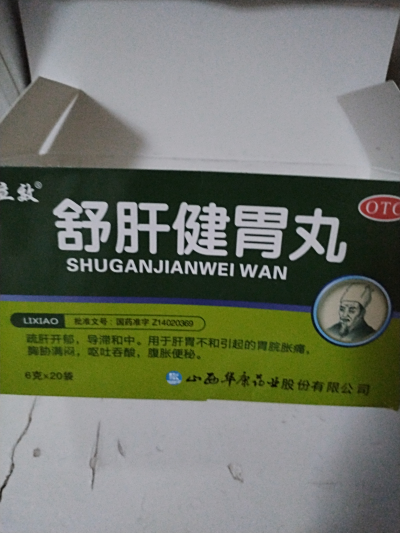 立效®
OTC
舒肝健胃丸
SHUGANJIANWEI WAN
LIXIAO 批准文号：国药准字 Z14020369
疏肝开郁，导滞和中。用于肝胃不和引起的胃脘胀痛，
胸胁满闷，呕吐吞酸，腹胀便秘。
6克×20袋
山西华康药业股份有限公司